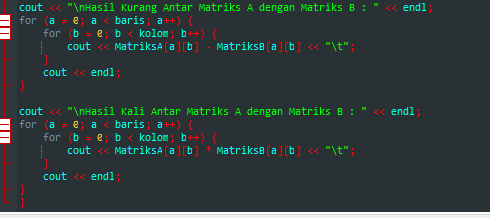 cout << "\nHasil Kurang Antar Matriks A dengan Matriks B : " << endl;
for (a = 0; a < baris; a++) {
for (b = 0; b < kolom; b++) {
cout << MatriksA[a][b] - MatriksB[a][b] << "\t";
}
cout << endl;
}
cout << "\nHasil Kali Antar Matriks A dengan Matriks B : " << endl;
for (a = 0; a < baris; a++) {
for (b = 0; b < kolom; b++) {
cout << MatriksA[a][b] * MatriksB[a][b] << "\t";
}
cout << endl;
}
}